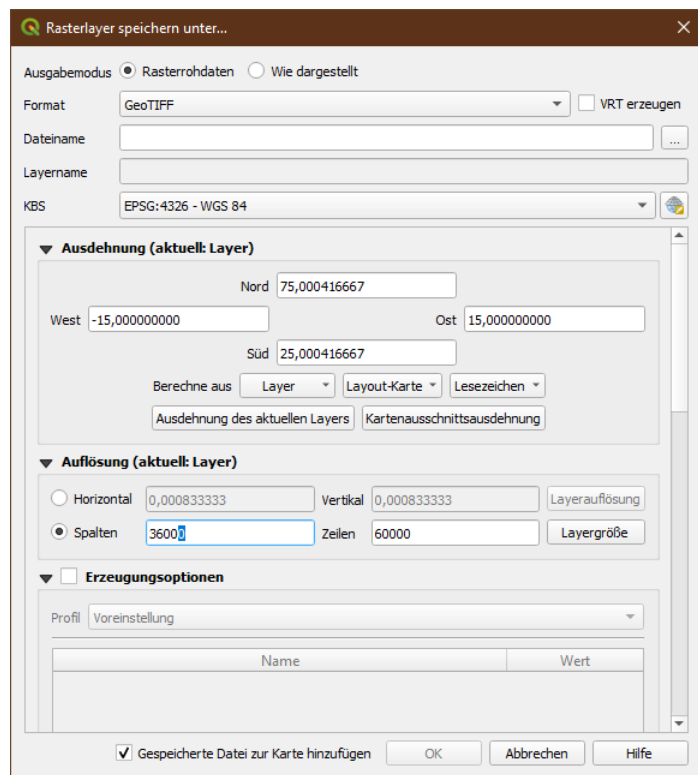 Rasterlayer speichern unter...
Ausgabemodus Rasterrohdaten Wie dargestellt
Format GeoTIFF VRT erzeugen
Dateiname ...
Layername
KBS EPSG:4326 - WGS 84
Ausdehnung (aktuell: Layer)
Nord 75,000416667
West -15,000000000 Ost 15,000000000
Süd 25,000416667
Berechne aus Layer Layout-Karte Lesezeichen
Ausdehnung des aktuellen Layers Kartenausschnittsausdehnung
Auflösung (aktuell: Layer)
Horizontal 0,000833333 Vertikal 0,000833333 Layerauflösung
Spalten 36000 Zeilen 60000 Layergröße
Erzeugungsoptionen
Profil Voreinstellung
Name Wert
Gespeicherte Datei zur Karte hinzufügen OK Abbrechen Hilfe